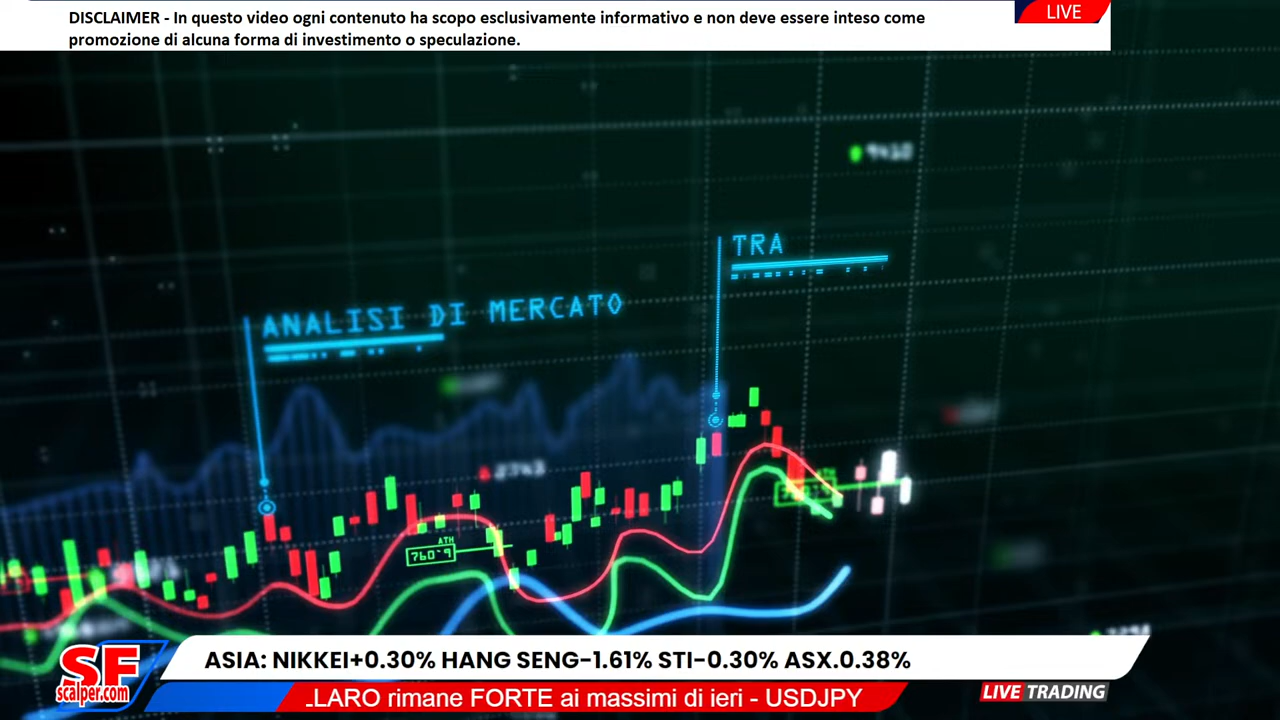 DISCLAIMER - In questo video ogni contenuto ha scopo esclusivamente informativo e non deve essere inteso come
promozione di alcuna forma di investimento o speculazione.
LIVE
9410
TRA
ANALISI DI MERCATO
2743
ATH
ASIA: NIKKEI+0.30% HANG SENG-1.61% STI-0.30% ASX.0.38%
SF
scalper.com
LARO rimane FORTE ai massimi di ieri - USDJPY
LIVE TRADING